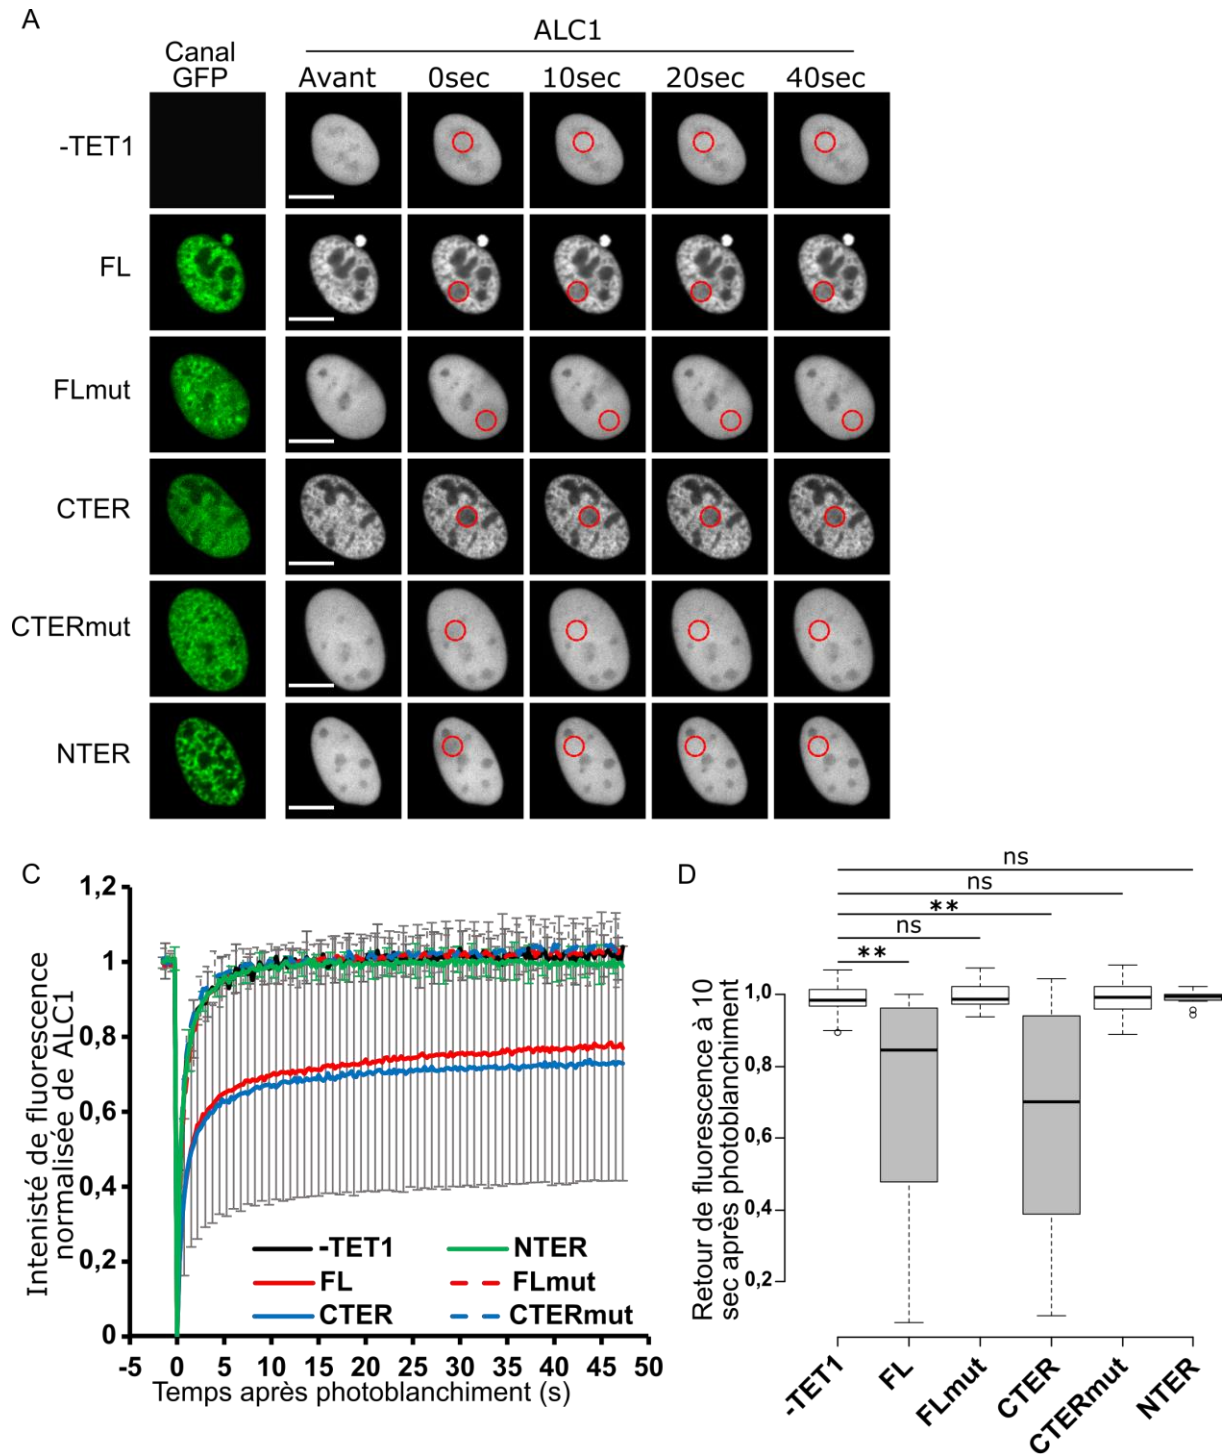 A
ALC1
Canal
GFP
Avant
0sec
10sec
20sec
40sec
-TET1
FL
FLmut
CTER
CTERmut
NTER
C
Intenisté de fluorescence
normalisée de ALC1
1,2
1
0,8
0,6
0,4
0,2
0
-TET1
NTER
FL
FLmut
CTER
CTERmut
-5
0
5
10
15
20
25
30
35
40
45
50
Temps après photoblanchiment (s)
D
ns
ns
**
ns
**
Retour de fluorescence à 10
sec après photoblanchiment
1,0
0,8
0,6
0,4
0,2
-TET1
FL
FLmut
CTER
CTERmut
NTER